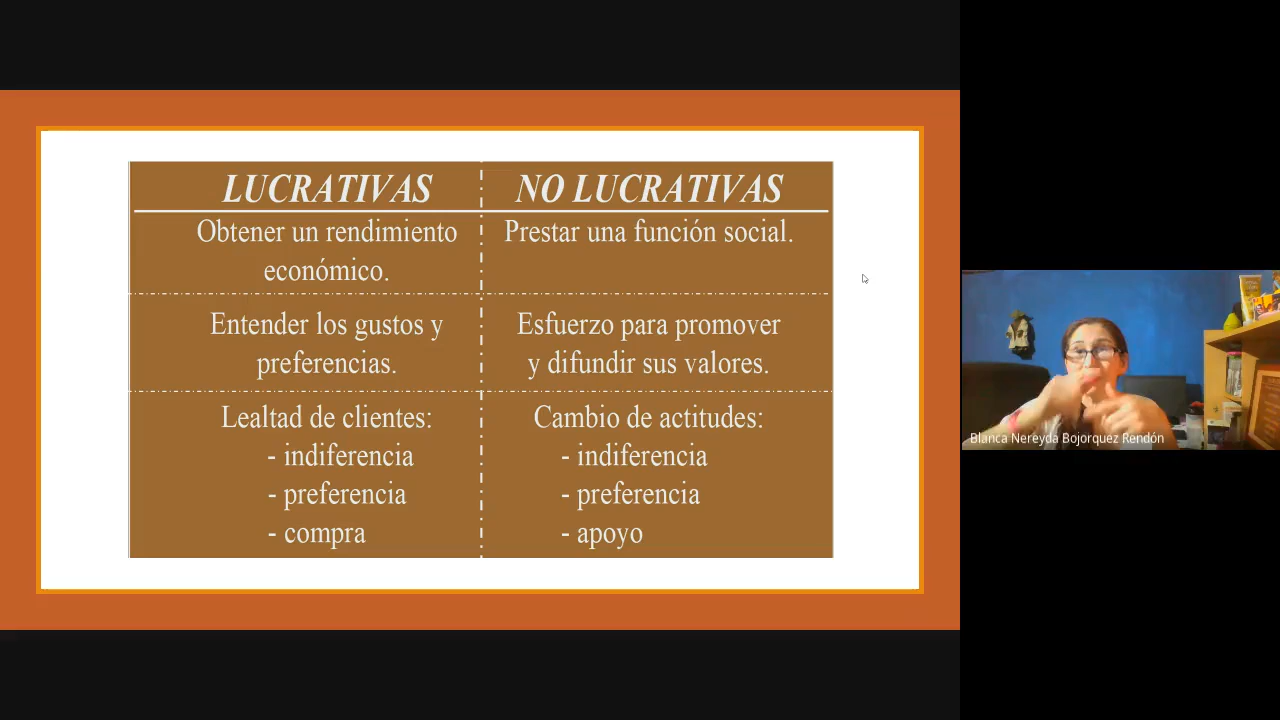 LUCRATIVAS
NO LUCRATIVAS
Obtener un rendimiento
económico.
Prestar una función social.
Entender los gustos y
preferencias.
Esfuerzo para promover
y difundir sus valores.
Lealtad de clientes:
- indiferencia
- preferencia
- compra
Cambio de actitudes:
- indiferencia
- preferencia
- apoyo
Blanca Nereyda Bojorquez Rendón